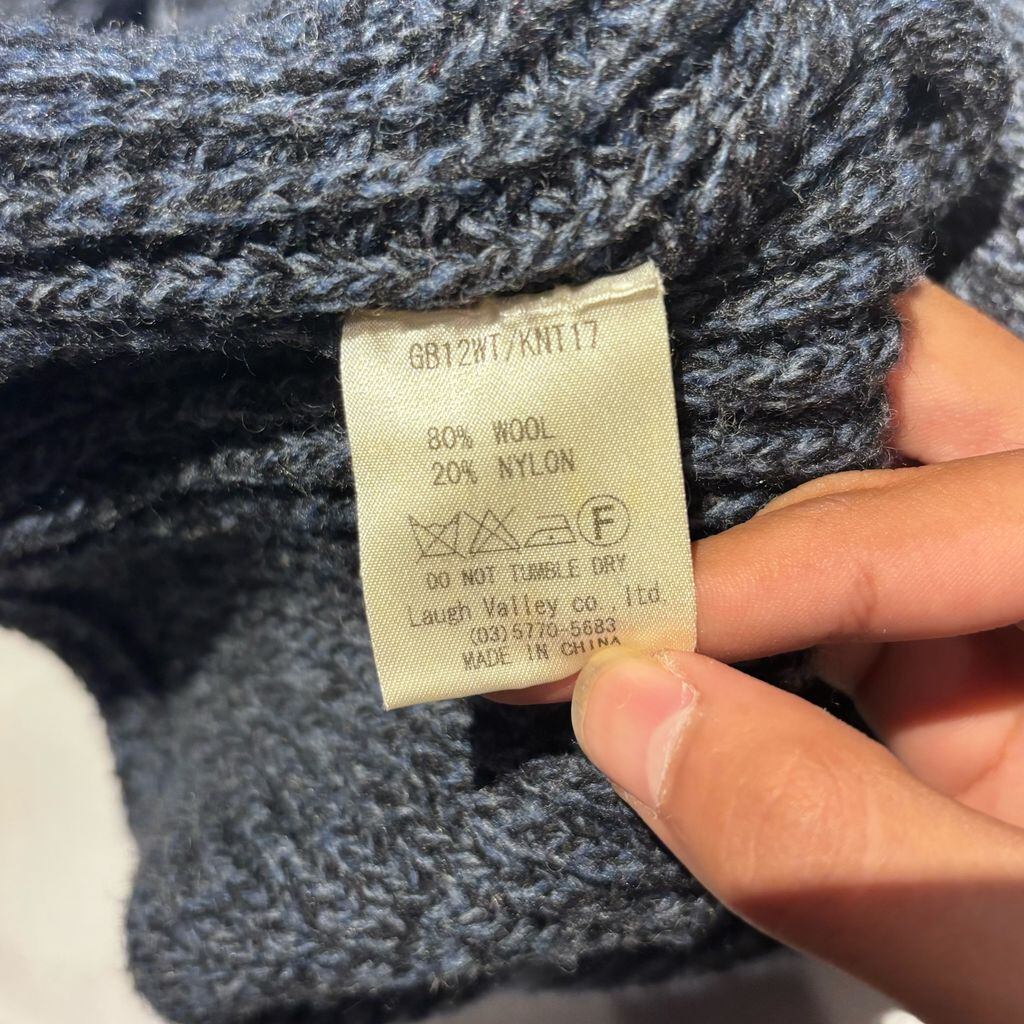 GB12WT/KNT17
80% WOOL
20% NYLON
F
DO NOT TUMBLE DRY
Laugh Valley co.,ltd.
(03)5770-5683
MADE IN CHINA